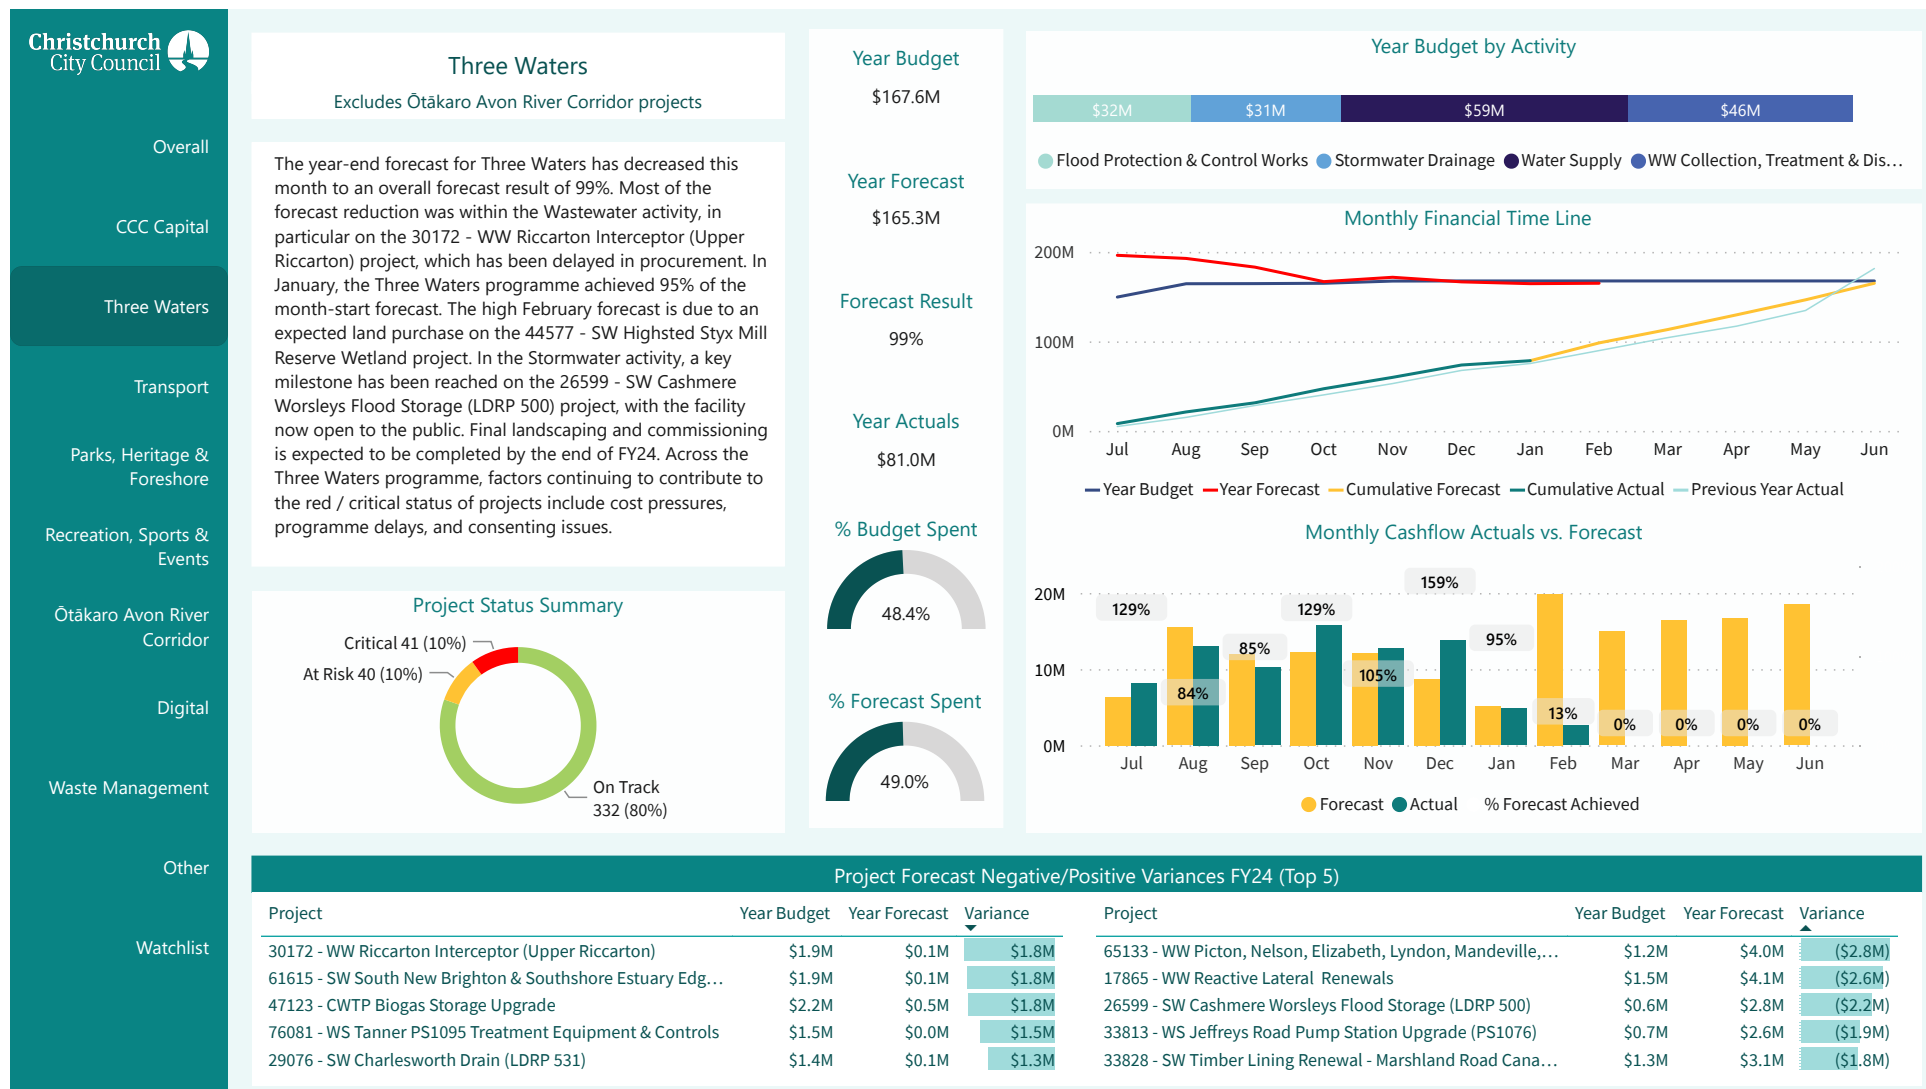 Christchurch
City Council
Overall
CCC Capital
Three Waters
Transport
Parks, Heritage &
Foreshore
Recreation, Sports &
Events
Ōtākaro Avon River
Corridor
Digital
Waste Management
Other
Watchlist
Three Waters
Excludes Ōtākaro Avon River Corridor projects
The year-end forecast for Three Waters has decreased this
month to an overall forecast result of 99%. Most of the
forecast reduction was within the Wastewater activity, in
particular on the 30172 - WW Riccarton Interceptor (Upper
Riccarton) project, which has been delayed in procurement. In
January, the Three Waters programme achieved 95% of the
month-start forecast. The high February forecast is due to an
expected land purchase on the 44577 - SW Highsted Styx Mill
Reserve Wetland project. In the Stormwater activity, a key
milestone has been reached on the 26599 - SW Cashmere
Worsleys Flood Storage (LDRP 500) project, with the facility
now open to the public. Final landscaping and commissioning
is expected to be completed by the end of FY24. Across the
Three Waters programme, factors continuing to contribute to
the red / critical status of projects include cost pressures,
programme delays, and consenting issues.
Project Status Summary
Critical 41 (10%)
At Risk 40 (10%)
On Track
332 (80%)
Year Budget
$167.6M
Year Forecast
$165.3M
Forecast Result
99%
Year Actuals
$81.0M
% Budget Spent
48.4%
% Forecast Spent
49.0%
Year Budget by Activity
$32M $31M $59M $46M
Flood Protection & Control Works Stormwater Drainage Water Supply WW Collection, Treatment & Dis...
Monthly Financial Time Line
200M
100M
0M
Jul Aug Sep Oct Nov Dec Jan Feb Mar Apr May Jun
Year Budget Year Forecast Cumulative Forecast Cumulative Actual Previous Year Actual
Monthly Cashflow Actuals vs. Forecast
20M
10M
0M
129% 84% 85% 129% 105% 159% 95% 13% 0% 0% 0% 0%
Jul Aug Sep Oct Nov Dec Jan Feb Mar Apr May Jun
Forecast Actual % Forecast Achieved
Project Forecast Negative/Positive Variances FY24 (Top 5)
Project Year Budget Year Forecast Variance
30172 - WW Riccarton Interceptor (Upper Riccarton) $1.9M $0.1M $1.8M
61615 - SW South New Brighton & Southshore Estuary Edg... $1.9M $0.1M $1.8M
47123 - CWTP Biogas Storage Upgrade $2.2M $0.5M $1.8M
76081 - WS Tanner PS1095 Treatment Equipment & Controls $1.5M $0.0M $1.5M
29076 - SW Charlesworth Drain (LDRP 531) $1.4M $0.1M $1.3M
Project Year Budget Year Forecast Variance
65133 - WW Picton, Nelson, Elizabeth, Lyndon, Mandeville,... $1.2M $4.0M ($2.8M)
17865 - WW Reactive Lateral Renewals $1.5M $4.1M ($2.6M)
26599 - SW Cashmere Worsleys Flood Storage (LDRP 500) $0.6M $2.8M ($2.2M)
33813 - WS Jeffreys Road Pump Station Upgrade (PS1076) $0.7M $2.6M ($1.9M)
33828 - SW Timber Lining Renewal - Marshland Road Cana... $1.3M $3.1M ($1.8M)